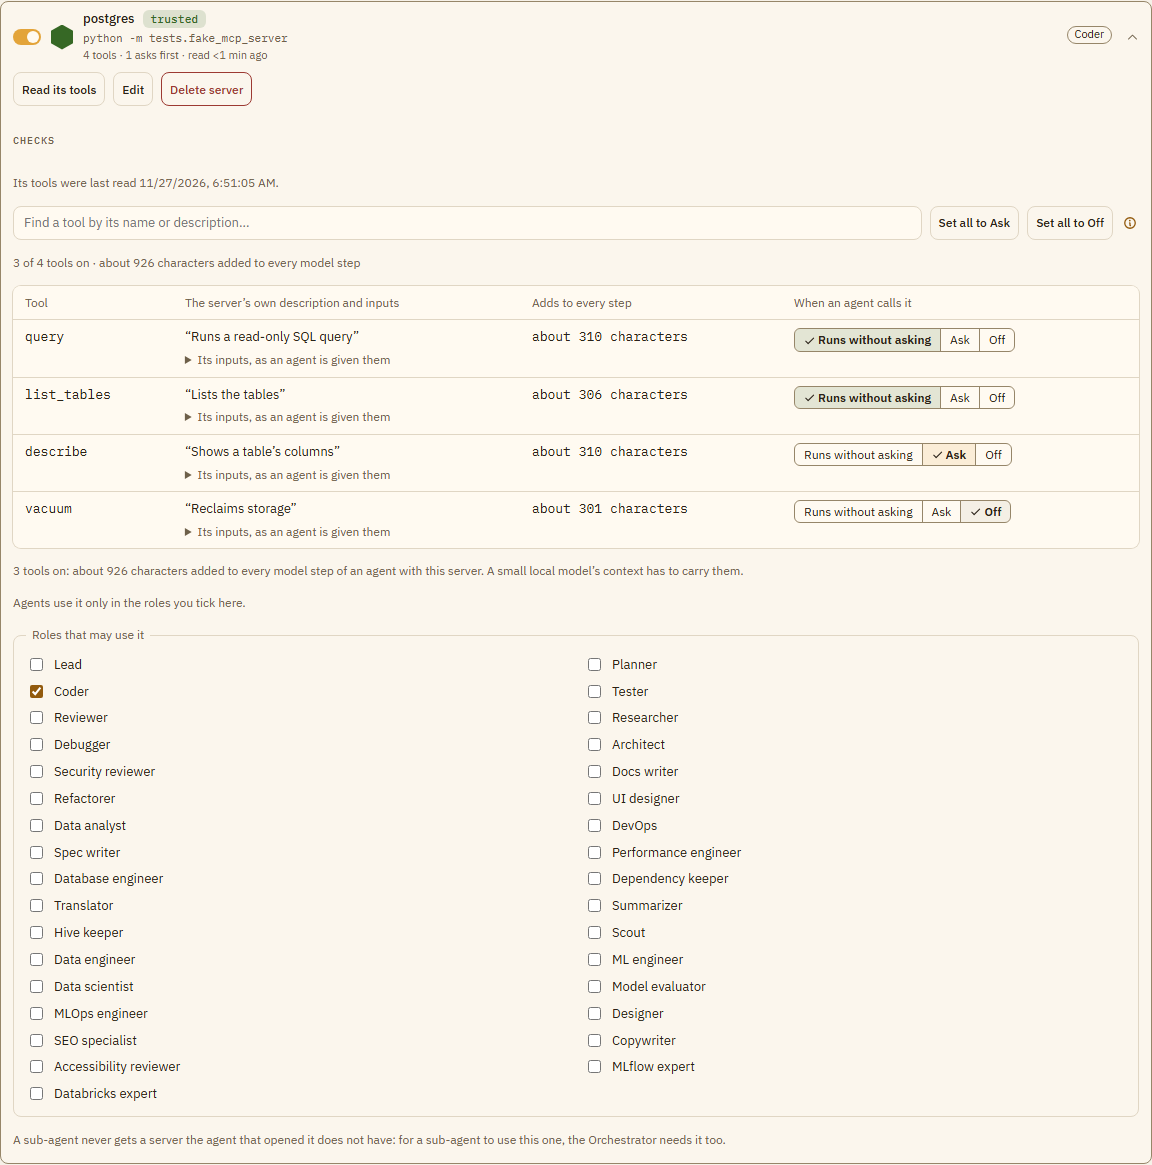 postgres trusted
python -m tests.fake_mcp_server
4 tools · 1 asks first · read <1 min ago
Coder
Read its tools Edit Delete server
CHECKS
Its tools were last read 11/27/2026, 6:51:05 AM.
Find a tool by its name or description... Set all to Ask Set all to Off
3 of 4 tools on · about 926 characters added to every model step
Tool The server’s own description and inputs Adds to every step When an agent calls it
query “Runs a read-only SQL query” about 310 characters Runs without asking Ask Off
Its inputs, as an agent is given them
list_tables “Lists the tables” about 306 characters Runs without asking Ask Off
Its inputs, as an agent is given them
describe “Shows a table’s columns” about 310 characters Runs without asking Ask Off
Its inputs, as an agent is given them
vacuum “Reclaims storage” about 301 characters Runs without asking Ask Off
Its inputs, as an agent is given them
3 tools on: about 926 characters added to every model step of an agent with this server. A small local model’s context has to carry them.
Agents use it only in the roles you tick here.
Roles that may use it
Lead Planner
Coder Tester
Reviewer Researcher
Debugger Architect
Security reviewer Docs writer
Refactorer UI designer
Data analyst DevOps
Spec writer Performance engineer
Database engineer Dependency keeper
Translator Summarizer
Hive keeper Scout
Data engineer ML engineer
Data scientist Model evaluator
MLOps engineer Designer
SEO specialist Copywriter
Accessibility reviewer MLflow expert
Databricks expert
A sub-agent never gets a server the agent that opened it does not have: for a sub-agent to use this one, the Orchestrator needs it too.